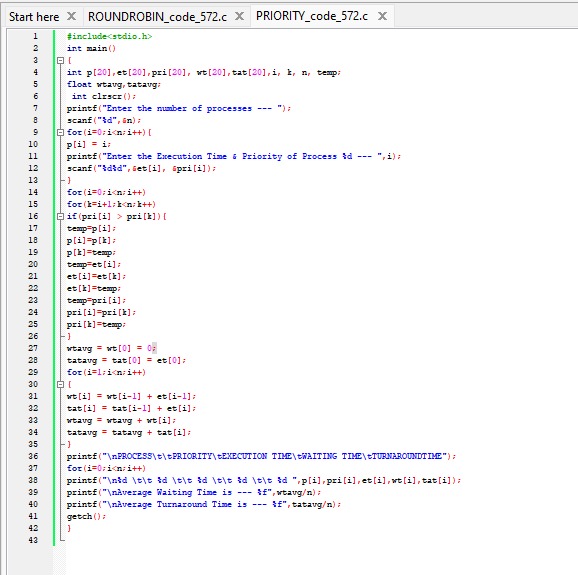 Start here X ROUNDROBIN_code_572.c X PRIORITY_code_572.c X
1 #include<stdio.h>
2 int main()
3 {
4 int p[20],et[20],pri[20], wt[20],tat[20],i, k, n, temp;
5 float wtavg,tatavg;
6 int clrscr();
7 printf("Enter the number of processes --- ");
8 scanf("%d",&n);
9 for(i=0;i<n;i++){
10 p[i] = i;
11 printf("Enter the Execution Time & Priority of Process %d --- ",i);
12 scanf("%d%d",&et[i], &pri[i]);
13 }
14 for(i=0;i<n;i++)
15 for(k=i+1;k<n;k++)
16 if(pri[i] > pri[k]){
17 temp=p[i];
18 p[i]=p[k];
19 p[k]=temp;
20 temp=et[i];
21 et[i]=et[k];
22 et[k]=temp;
23 temp=pri[i];
24 pri[i]=pri[k];
25 pri[k]=temp;
26 }
27 wtavg = wt[0] = 0;
28 tatavg = tat[0] = et[0];
29 for(i=1;i<n;i++)
30 {
31 wt[i] = wt[i-1] + et[i-1];
32 tat[i] = tat[i-1] + et[i];
33 wtavg = wtavg + wt[i];
34 tatavg = tatavg + tat[i];
35 }
36 printf("\nPROCESS\t\tPRIORITY\tEXECUTION TIME\tWAITING TIME\tTURNAROUNDTIME");
37 for(i=0;i<n;i++)
38 printf("\n%d \t\t %d \t\t %d \t\t %d \t\t %d ",p[i],pri[i],et[i],wt[i],tat[i]);
39 printf("\nAverage Waiting Time is --- %f",wtavg/n);
40 printf("\nAverage Turnaround Time is --- %f",tatavg/n);
41 getch();
42 }
43